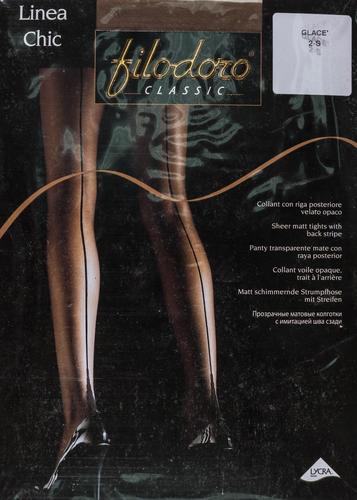 Linea
Chic
filodoro
CLASSIC
GLACE'
2-S
Collant con riga posteriore
velato opaco
Sheer matt tights with
back stripe
Panty transparente mate con
raya posterior
Collant voile opaque,
trait à l'arrière
Matt schimmernde Strumpfhose
mit Streifen
Прозрачные матовые колготки
с имитацией шва сзади
LYCRA